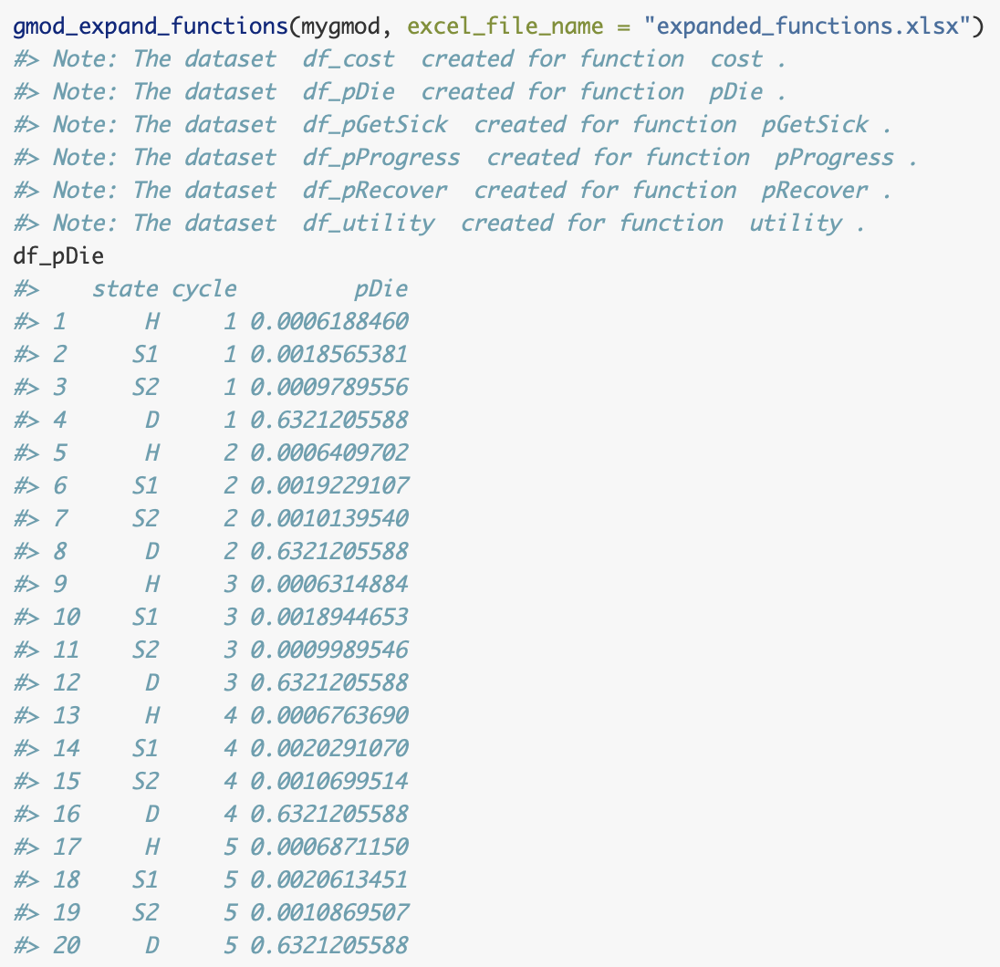 gmod_expand_functions(mygmod, excel_file_name = "expanded_functions.xlsx")
#> Note: The dataset  df_cost  created for function  cost .
#> Note: The dataset  df_pDie  created for function  pDie .
#> Note: The dataset  df_pGetSick  created for function  pGetSick .
#> Note: The dataset  df_pProgress  created for function  pProgress .
#> Note: The dataset  df_pRecover  created for function  pRecover .
#> Note: The dataset  df_utility  created for function  utility .
df_pDie
#>    state cycle         pDie
#> 1      H     1 0.0006188460
#> 2     S1     1 0.0018565381
#> 3     S2     1 0.0009789556
#> 4      D     1 0.6321205588
#> 5      H     2 0.0006409702
#> 6     S1     2 0.0019229107
#> 7     S2     2 0.0010139540
#> 8      D     2 0.6321205588
#> 9      H     3 0.0006314884
#> 10    S1     3 0.0018944653
#> 11    S2     3 0.0009989546
#> 12     D     3 0.6321205588
#> 13     H     4 0.0006763690
#> 14    S1     4 0.0020291070
#> 15    S2     4 0.0010699514
#> 16     D     4 0.6321205588
#> 17     H     5 0.0006871150
#> 18    S1     5 0.0020613451
#> 19    S2     5 0.0010869507
#> 20     D     5 0.6321205588